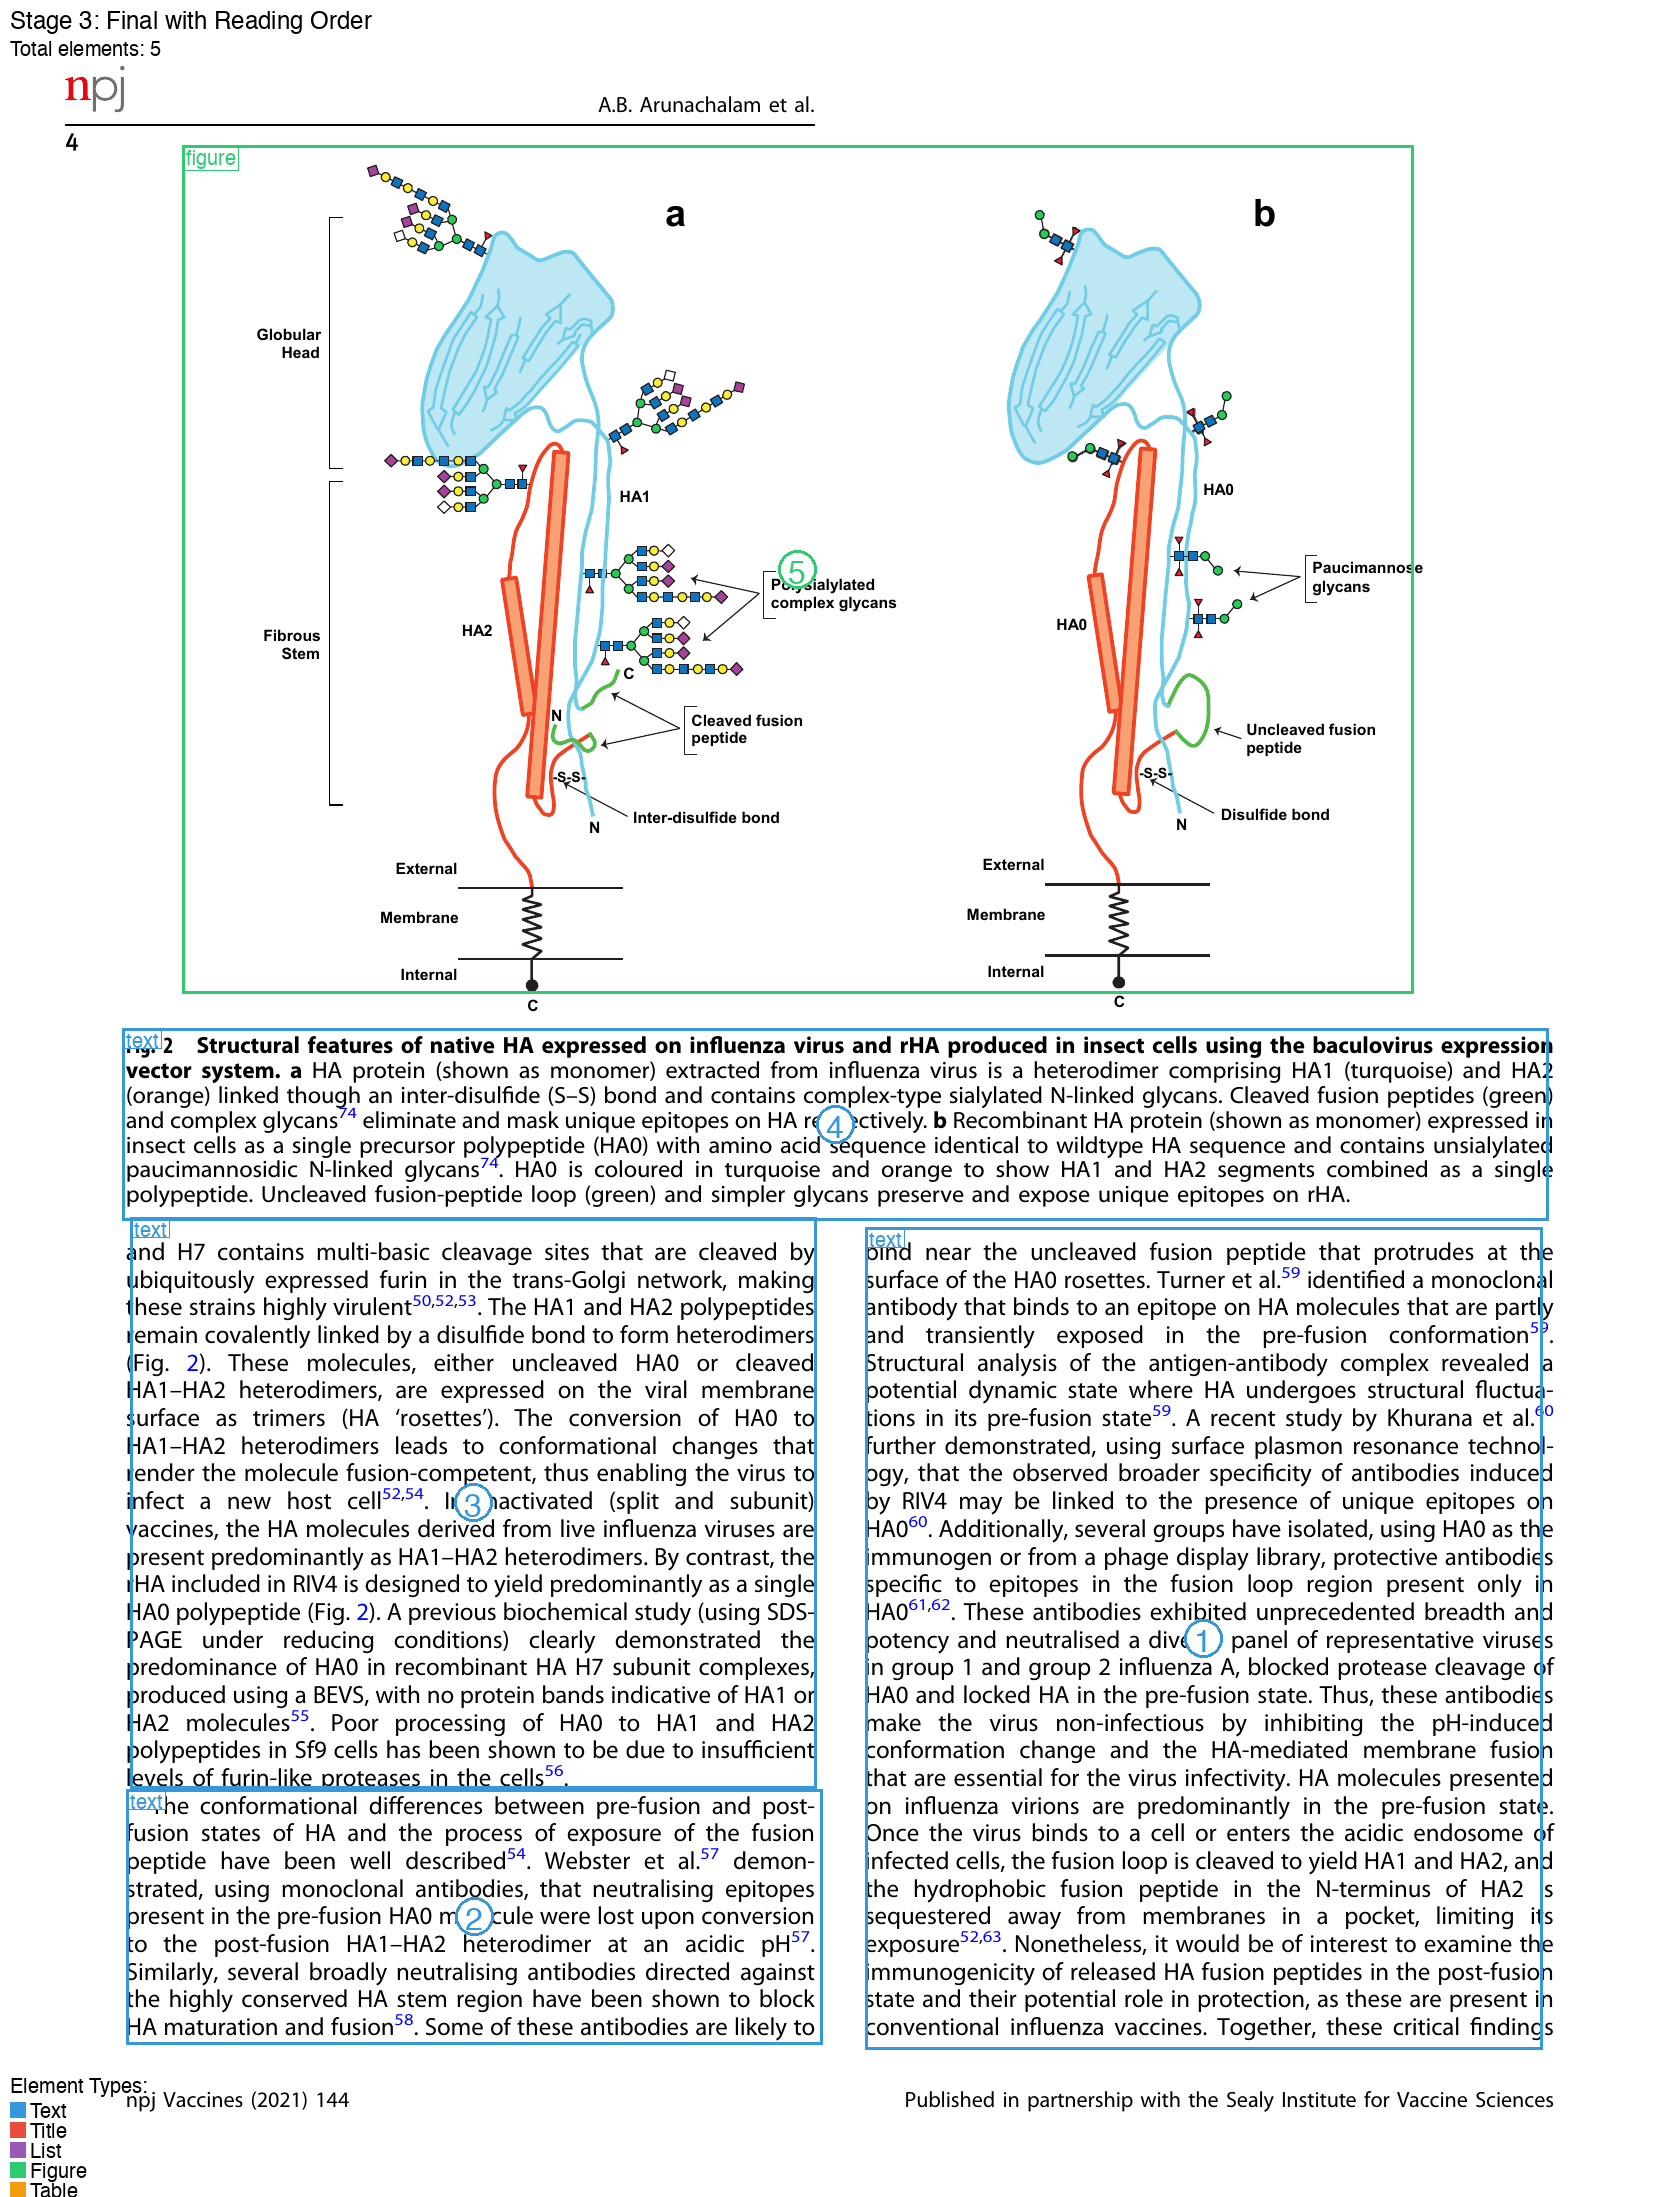 Stage 3: Final with Reading Order
Total elements: 5
npj
A.B. Arunachalam et al.
4
figure
a
b
Globular
Head
HA1
HA0
5
Polysialylated
complex glycans
Paucimannose
glycans
Fibrous
Stem
HA2
HA0
C
N
Cleaved fusion
peptide
Uncleaved fusion
peptide
-S-S-
-S-S-
Inter-disulfide bond
Disulfide bond
N
N
External
External
Membrane
Membrane
Internal
Internal
C
C
text
Fig. 2 Structural features of native HA expressed on influenza virus and rHA produced in insect cells using the baculovirus expression
vector system. a HA protein (shown as monomer) extracted from influenza virus is a heterodimer comprising HA1 (turquoise) and HA2
(orange) linked though an inter-disulfide (S–S) bond and contains complex-type sialylated N-linked glycans. Cleaved fusion peptides (green)
and complex glycans74 eliminate and mask unique epitopes on HA respectively. b Recombinant HA protein (shown as monomer) expressed in
4
insect cells as a single precursor polypeptide (HA0) with amino acid sequence identical to wildtype HA sequence and contains unsialylated
paucimannosidic N-linked glycans74. HA0 is coloured in turquoise and orange to show HA1 and HA2 segments combined as a single
polypeptide. Uncleaved fusion-peptide loop (green) and simpler glycans preserve and expose unique epitopes on rHA.
text
and H7 contains multi-basic cleavage sites that are cleaved by
ubiquitously expressed furin in the trans-Golgi network, making
these strains highly virulent50,52,53. The HA1 and HA2 polypeptides
remain covalently linked by a disulfide bond to form heterodimers
(Fig. 2). These molecules, either uncleaved HA0 or cleaved
HA1–HA2 heterodimers, are expressed on the viral membrane
surface as trimers (HA ‘rosettes’). The conversion of HA0 to
HA1–HA2 heterodimers leads to conformational changes that
render the molecule fusion-competent, thus enabling the virus to
infect a new host cell52,54. In inactivated (split and subunit)
3
vaccines, the HA molecules derived from live influenza viruses are
present predominantly as HA1–HA2 heterodimers. By contrast, the
rHA included in RIV4 is designed to yield predominantly as a single
HA0 polypeptide (Fig. 2). A previous biochemical study (using SDS-
PAGE under reducing conditions) clearly demonstrated the
predominance of HA0 in recombinant HA H7 subunit complexes,
produced using a BEVS, with no protein bands indicative of HA1 or
HA2 molecules55. Poor processing of HA0 to HA1 and HA2
polypeptides in Sf9 cells has been shown to be due to insufficient
levels of furin-like proteases in the cells56.
text
The conformational differences between pre-fusion and post-
fusion states of HA and the process of exposure of the fusion
peptide have been well described54. Webster et al.57 demon-
strated, using monoclonal antibodies, that neutralising epitopes
present in the pre-fusion HA0 molecule were lost upon conversion
2
to the post-fusion HA1–HA2 heterodimer at an acidic pH57.
Similarly, several broadly neutralising antibodies directed against
the highly conserved HA stem region have been shown to block
HA maturation and fusion58. Some of these antibodies are likely to
text
bind near the uncleaved fusion peptide that protrudes at the
surface of the HA0 rosettes. Turner et al.59 identified a monoclonal
antibody that binds to an epitope on HA molecules that are partly
and transiently exposed in the pre-fusion conformation59.
Structural analysis of the antigen-antibody complex revealed a
potential dynamic state where HA undergoes structural fluctua-
tions in its pre-fusion state59. A recent study by Khurana et al.60
further demonstrated, using surface plasmon resonance technol-
ogy, that the observed broader specificity of antibodies induced
by RIV4 may be linked to the presence of unique epitopes on
HA060. Additionally, several groups have isolated, using HA0 as the
immunogen or from a phage display library, protective antibodies
specific to epitopes in the fusion loop region present only in
HA061,62. These antibodies exhibited unprecedented breadth and
potency and neutralised a diverse panel of representative viruses
1
in group 1 and group 2 influenza A, blocked protease cleavage of
HA0 and locked HA in the pre-fusion state. Thus, these antibodies
make the virus non-infectious by inhibiting the pH-induced
conformation change and the HA-mediated membrane fusion
that are essential for the virus infectivity. HA molecules presented
on influenza virions are predominantly in the pre-fusion state.
Once the virus binds to a cell or enters the acidic endosome of
infected cells, the fusion loop is cleaved to yield HA1 and HA2, and
the hydrophobic fusion peptide in the N-terminus of HA2 is
sequestered away from membranes in a pocket, limiting its
exposure52,63. Nonetheless, it would be of interest to examine the
immunogenicity of released HA fusion peptides in the post-fusion
state and their potential role in protection, as these are present in
conventional influenza vaccines. Together, these critical findings
npj Vaccines (2021) 144
Published in partnership with the Sealy Institute for Vaccine Sciences
Element Types:
Text
Title
List
Figure
Table